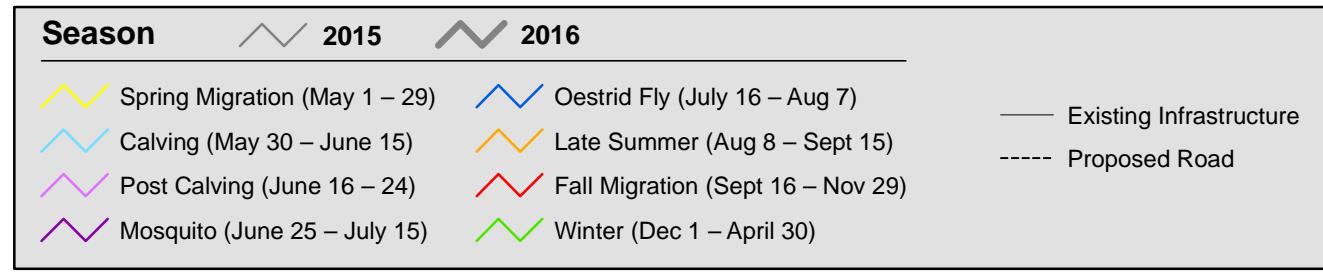 Season 2015 2016
Spring Migration (May 1 – 29)
Calving (May 30 – June 15)
Post Calving (June 16 – 24)
Mosquito (June 25 – July 15)
Oestrid Fly (July 16 – Aug 7)
Late Summer (Aug 8 – Sept 15)
Fall Migration (Sept 16 – Nov 29)
Winter (Dec 1 – April 30)
Existing Infrastructure
Proposed Road